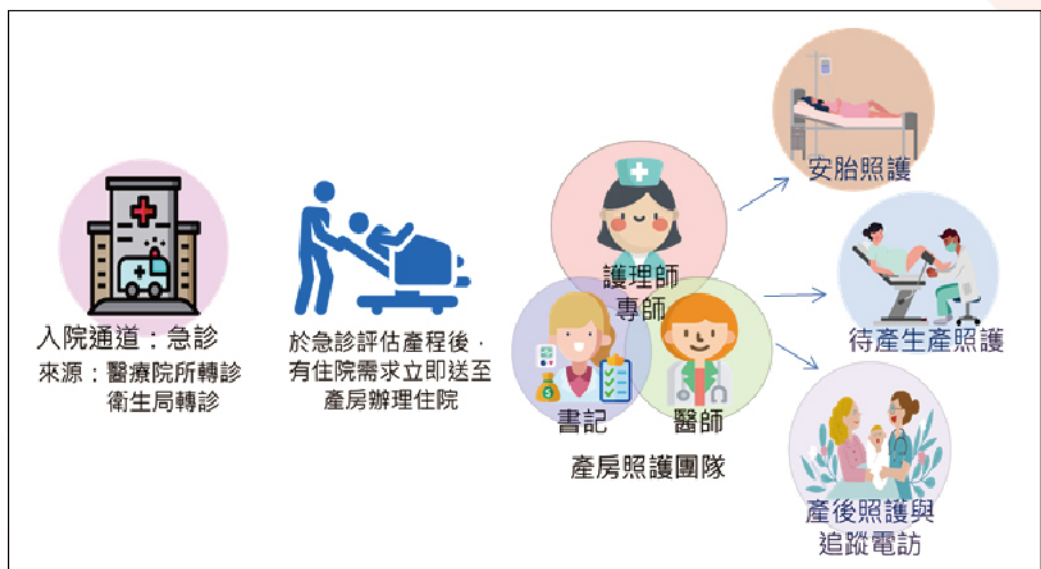 入院通道：急診
來源：醫療院所轉診
衛生局轉診
於急診評估產程後，
有住院需求立即送至
產房辦理住院
護理師
專師
書記
醫師
產房照護團隊
安胎照護
待產生產照護
產後照護與
追蹤電訪